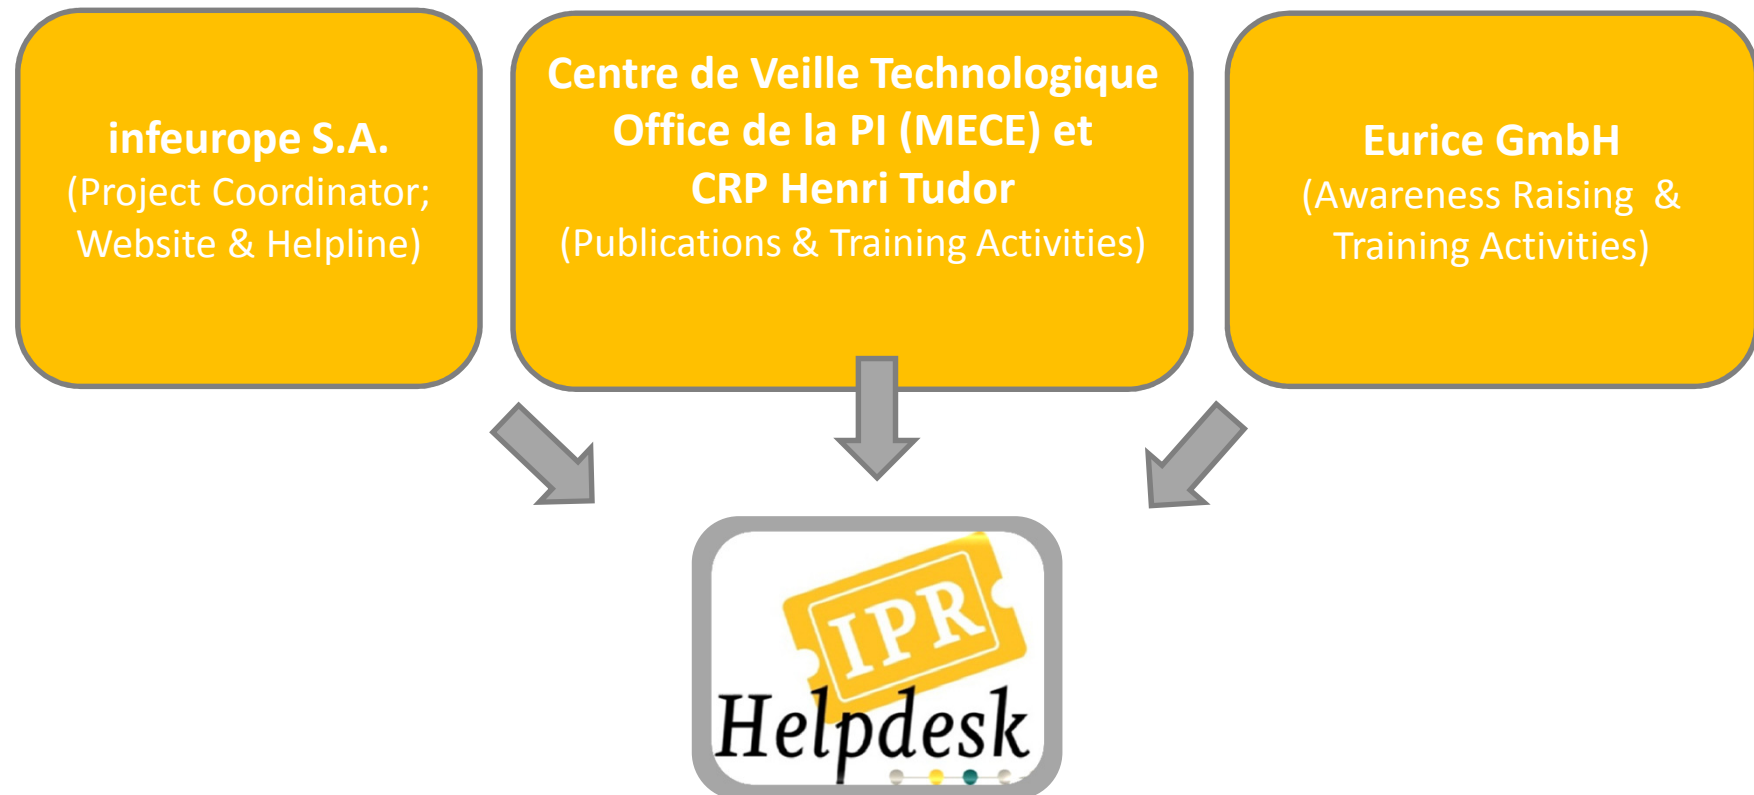 infeurope S.A.
(Project Coordinator;
Website & Helpline)
Centre de Veille Technologique
Office de la PI (MECE) et
CRP Henri Tudor
(Publications & Training Activities)
Eurice GmbH
(Awareness Raising  &
Training Activities)
IPR
Helpdesk